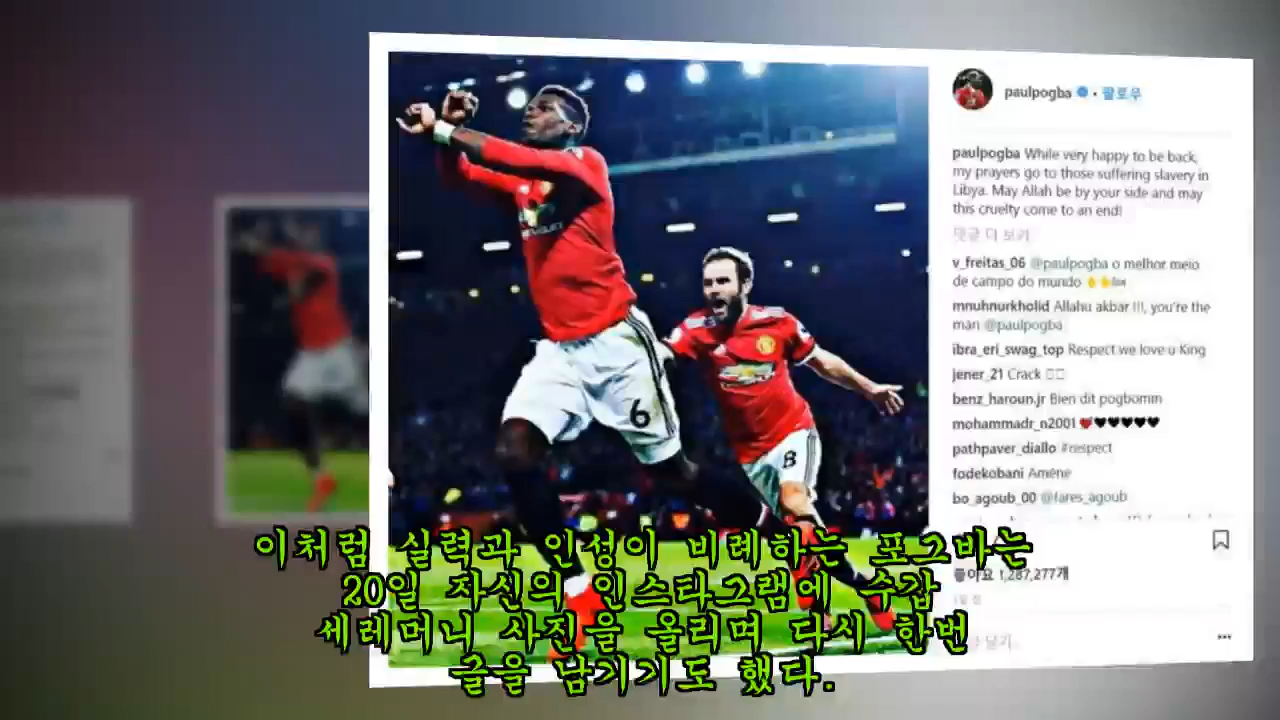 paulpogba • 팔로우
paulpogba While very happy to be back,
my prayers go to those suffering slavery in
Libya. May Allah be by your side and may
this cruelty come to an end!
댓글 더 보기
v_freitas_06 @paulpogba o melhor meio
de campo do mundo
mnuhnurkholid Allahu akbar !!!, you're the
man @paulpogba
ibra_eri_swag_top Respect we love u King
jener_21 Crack
benz_haroun.jr Bien dit pogbomin
mohammadr_n2001
pathpaver_diallo #respect
fodekobani Amène
bo_agoub_00 @fares_agoub
좋아요 1,287,277개
6
8
이처럼 실력과 인성이 비례하는 포그바는
20일 자신의 인스타그램에 수갑
세레머니 사진을 올리며 다시 한번
글을 남기기도 했다.